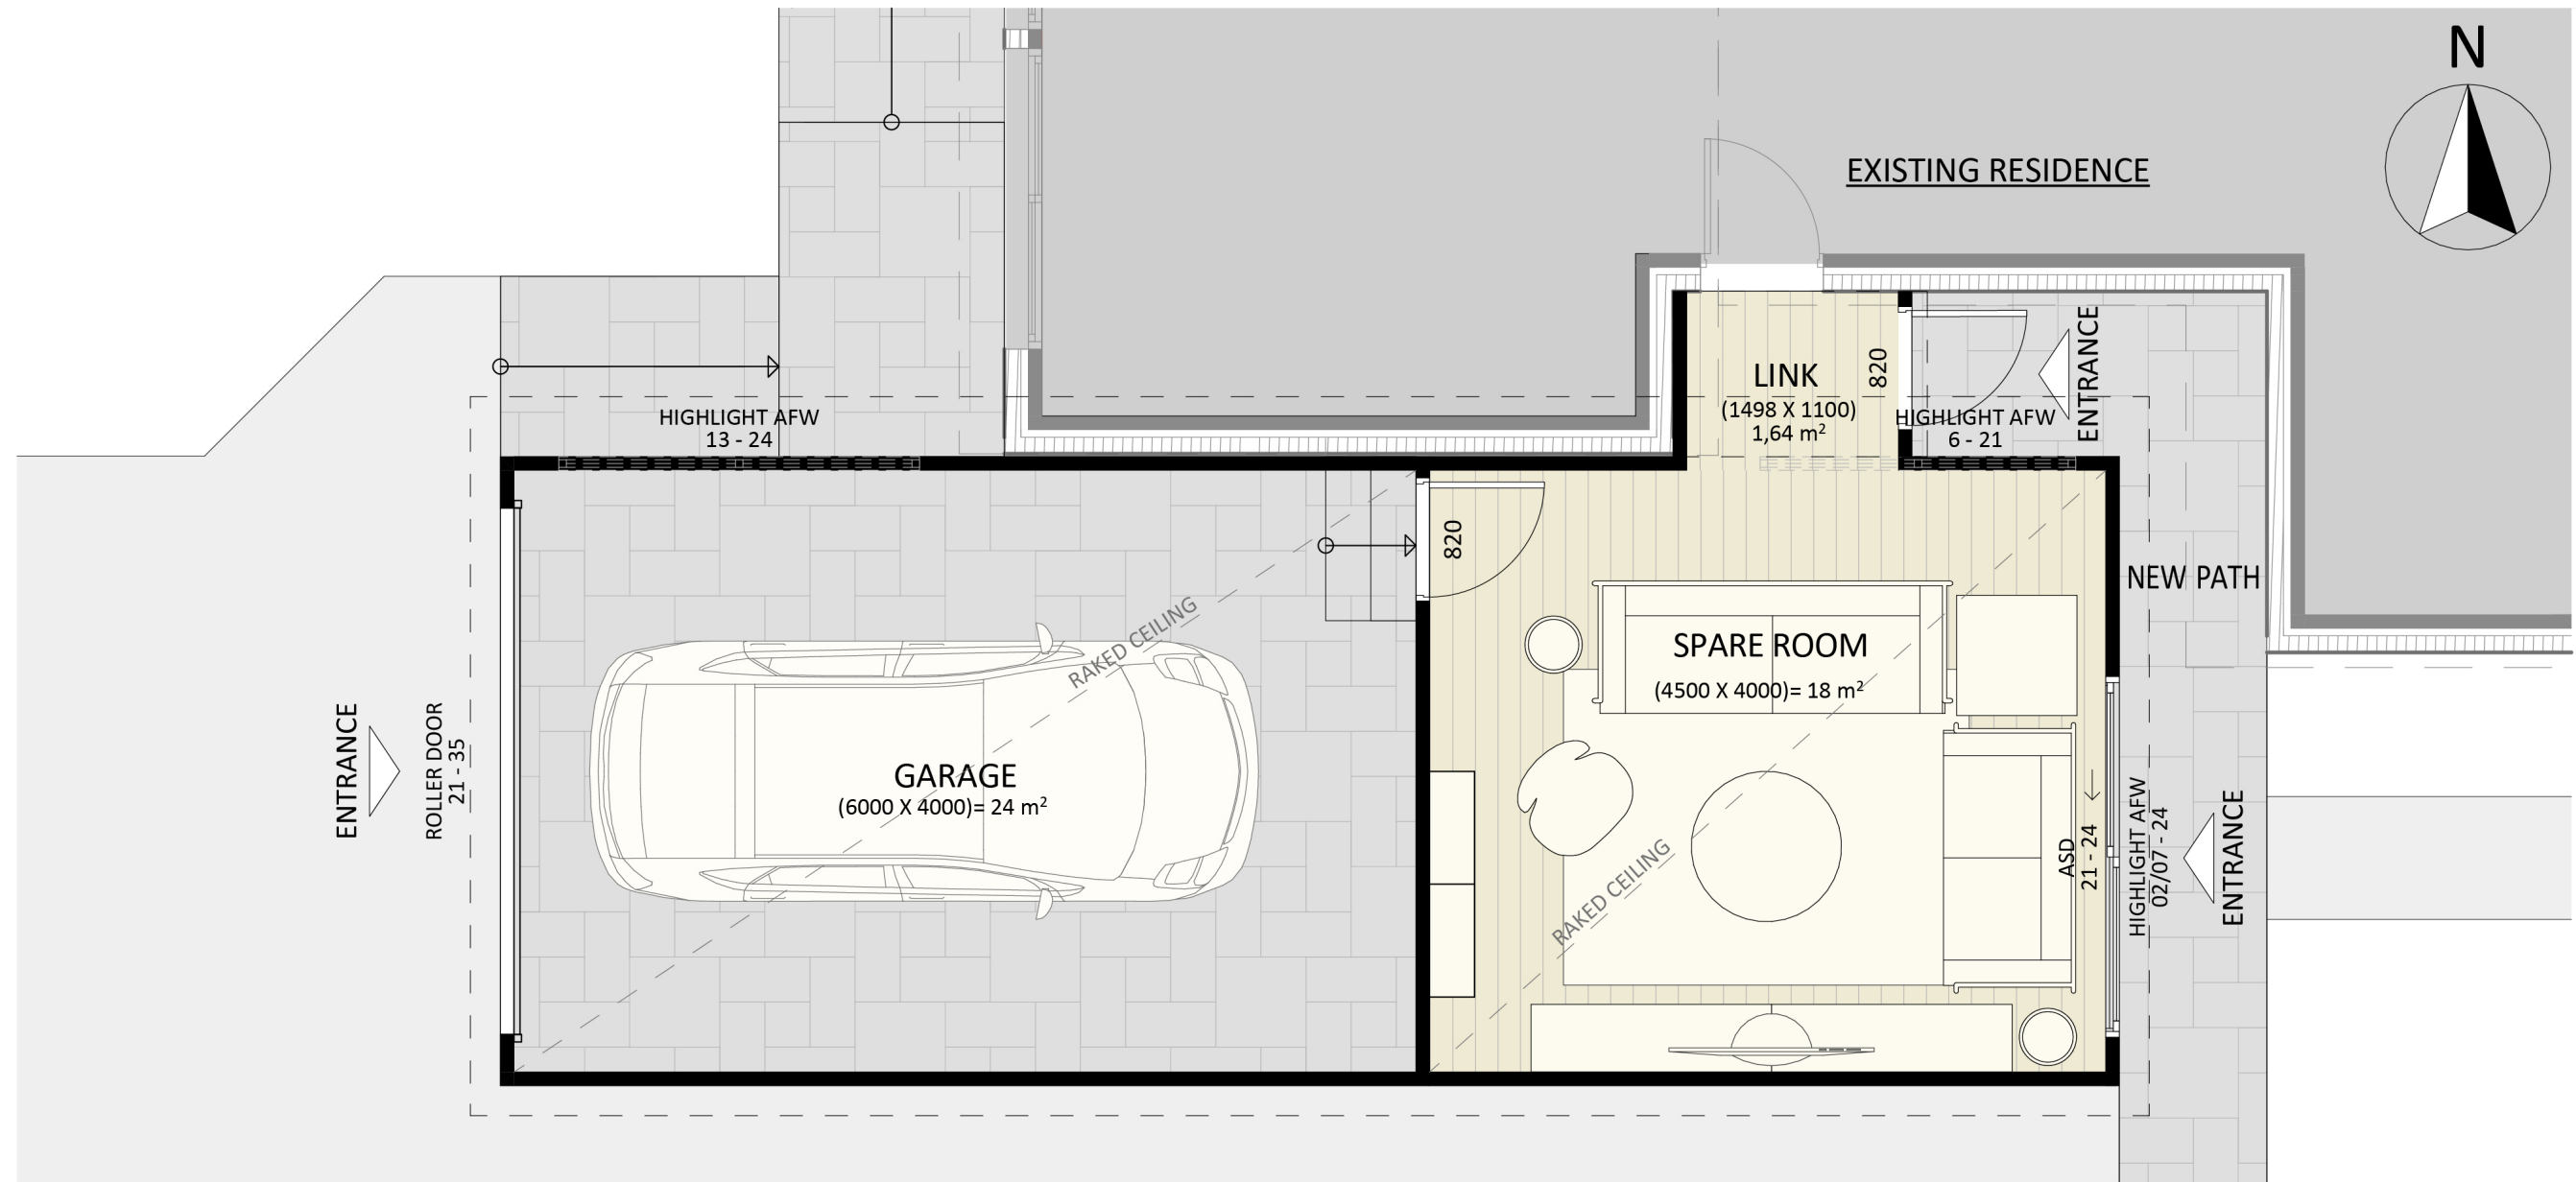 N
EXISTING RESIDENCE
ENTRANCE
820
LINK
(1498 X 1100)
1,64 m²
HIGHLIGHT AFW
13 - 24
HIGHLIGHT AFW
6 - 21
820
NEW PATH
RAKED CEILING
SPARE ROOM
(4500 X 4000)= 18 m²
ENTRANCE
ROLLER DOOR
21 - 35
GARAGE
(6000 X 4000)= 24 m²
RAKED CEILING
ASD
21 - 24
HIGHLIGHT AFW
02/07 - 24
ENTRANCE